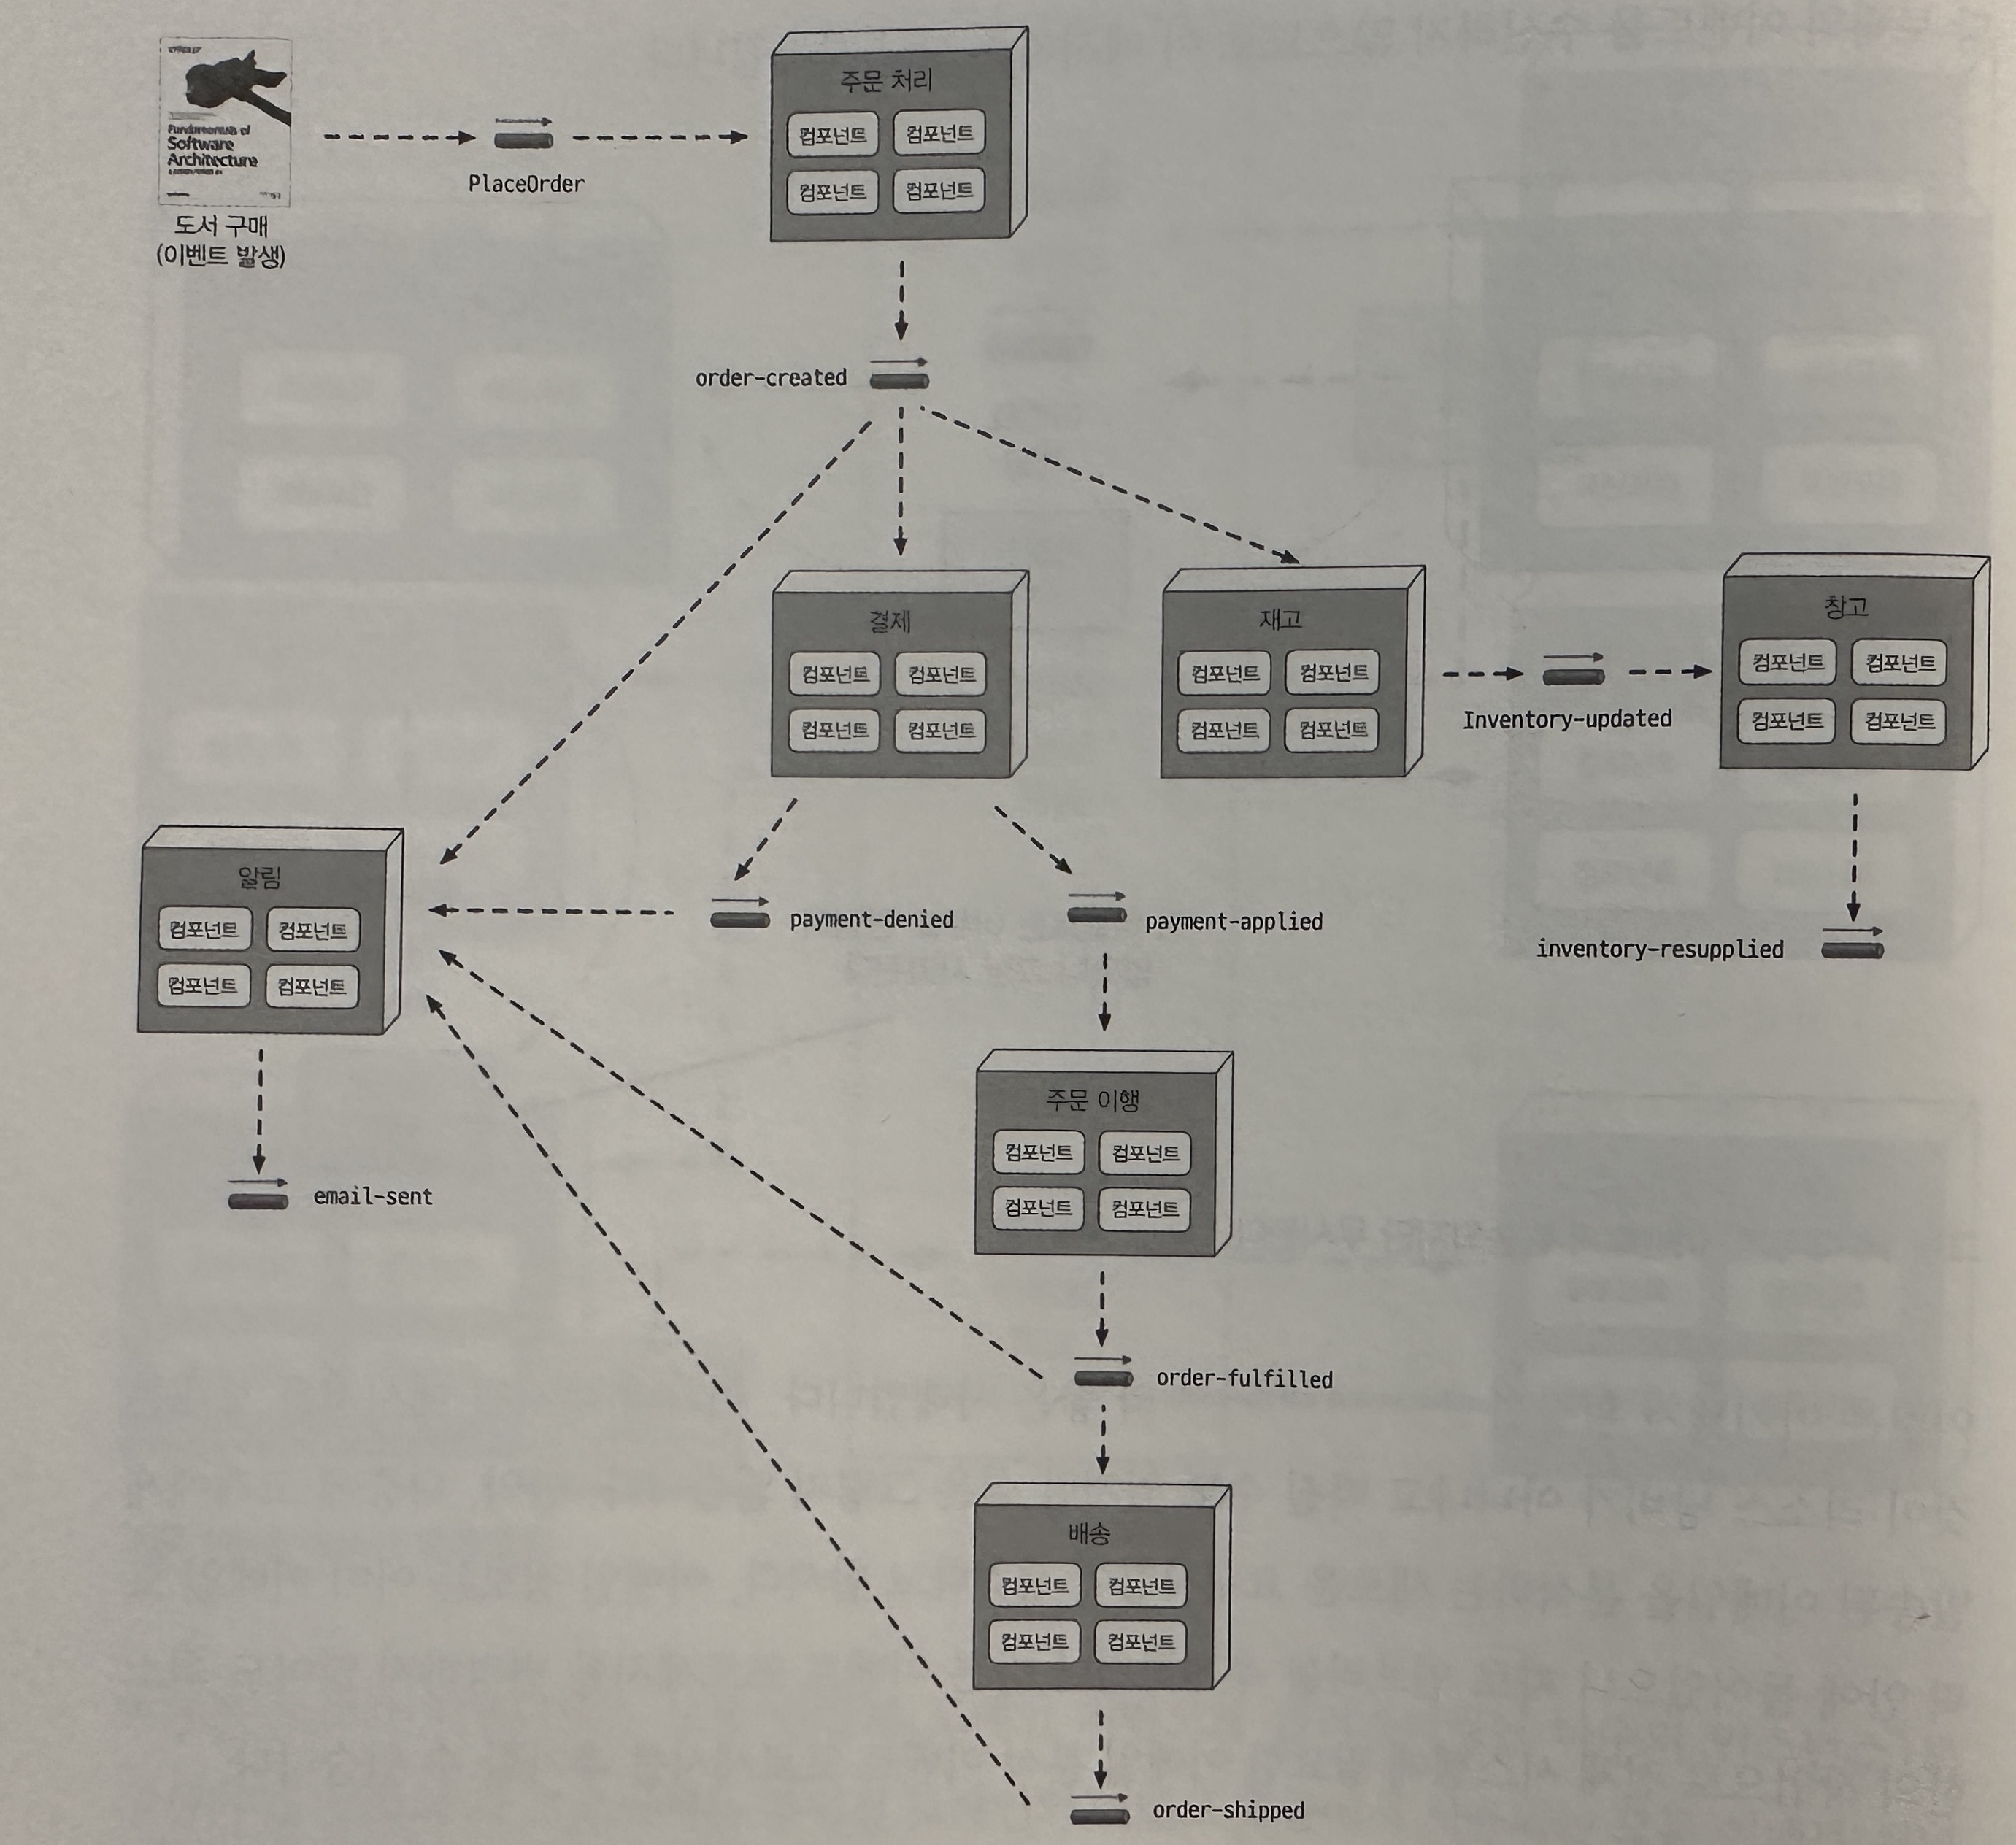 Fundamentals of
Software
Architecture
도서 구매
(이벤트 발생)
PlaceOrder
주문 처리
컴포넌트 컴포넌트
컴포넌트 컴포넌트
order-created
결제
컴포넌트 컴포넌트
컴포넌트 컴포넌트
재고
컴포넌트 컴포넌트
컴포넌트 컴포넌트
Inventory-updated
창고
컴포넌트 컴포넌트
컴포넌트 컴포넌트
알림
컴포넌트 컴포넌트
컴포넌트 컴포넌트
payment-denied
payment-applied
inventory-resupplied
email-sent
주문 이행
컴포넌트 컴포넌트
컴포넌트 컴포넌트
order-fulfilled
배송
컴포넌트 컴포넌트
컴포넌트 컴포넌트
order-shipped